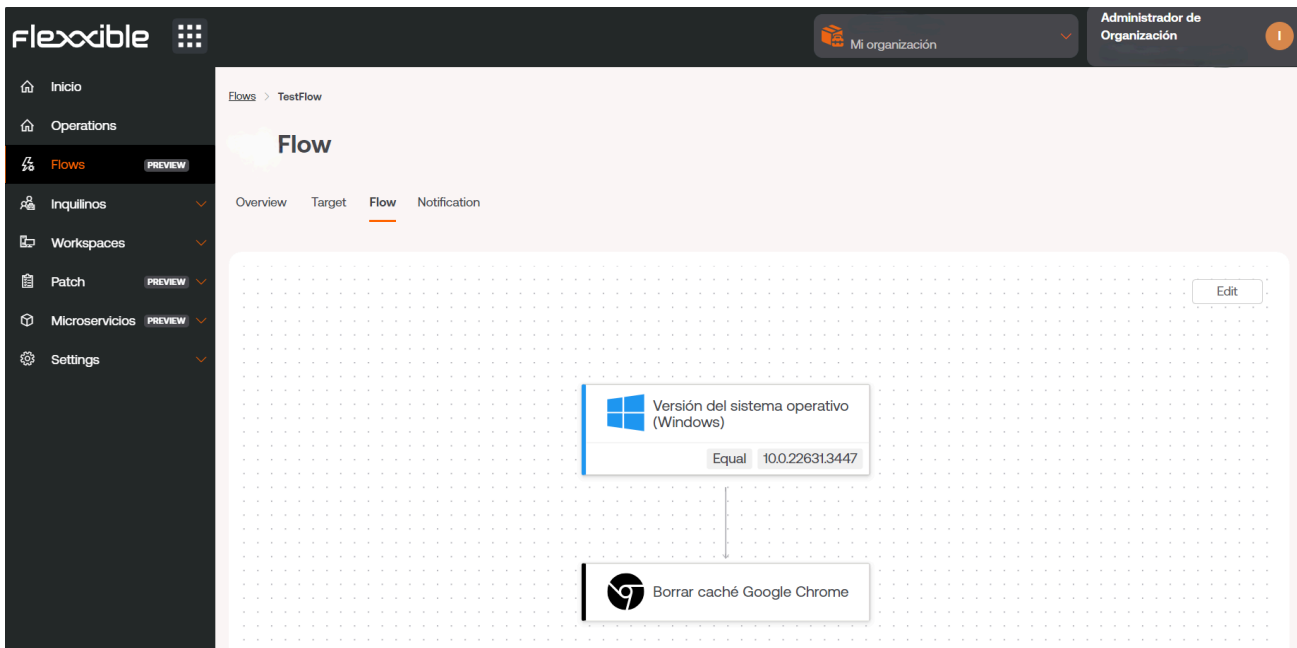 Flexxible
Mi organización
Administrador de
Organización
I
Inicio
Operations
Flows PREVIEW
Inquilinos
Workspaces
Patch PREVIEW
Microservicios PREVIEW
Settings
Flows > TestFlow
Flow
Overview Target Flow Notification
Edit
Versión del sistema operativo
(Windows)
Equal 10.0.22631.3447
Borrar caché Google Chrome